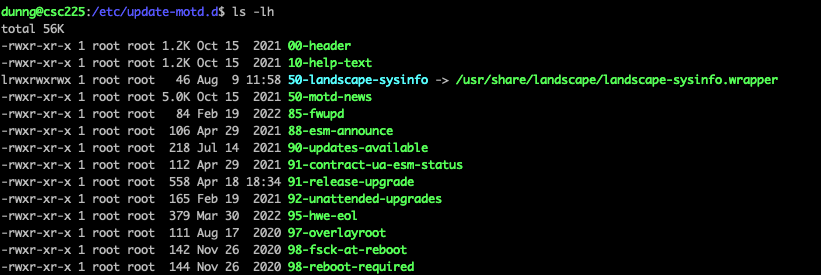 dunng@csc225:/etc/update-motd.d$ ls -lh
total 56K
-rwxr-xr-x 1 root root 1.2K Oct 15  2021 00-header
-rwxr-xr-x 1 root root 1.2K Oct 15  2021 10-help-text
lrwxrwxrwx 1 root root   46 Aug  9 11:58 50-landscape-sysinfo -> /usr/share/landscape/landscape-sysinfo.wrapper
-rwxr-xr-x 1 root root 5.0K Oct 15  2021 50-motd-news
-rwxr-xr-x 1 root root   84 Feb 19  2022 85-fwupd
-rwxr-xr-x 1 root root  106 Apr 29  2021 88-esm-announce
-rwxr-xr-x 1 root root  218 Jul 14  2021 90-updates-available
-rwxr-xr-x 1 root root  112 Apr 29  2021 91-contract-ua-esm-status
-rwxr-xr-x 1 root root  558 Apr 18 18:34 91-release-upgrade
-rwxr-xr-x 1 root root  165 Feb 19  2021 92-unattended-upgrades
-rwxr-xr-x 1 root root  379 Mar 30  2022 95-hwe-eol
-rwxr-xr-x 1 root root  111 Aug 17  2020 97-overlayroot
-rwxr-xr-x 1 root root  142 Nov 26  2020 98-fsck-at-reboot
-rwxr-xr-x 1 root root  144 Nov 26  2020 98-reboot-required